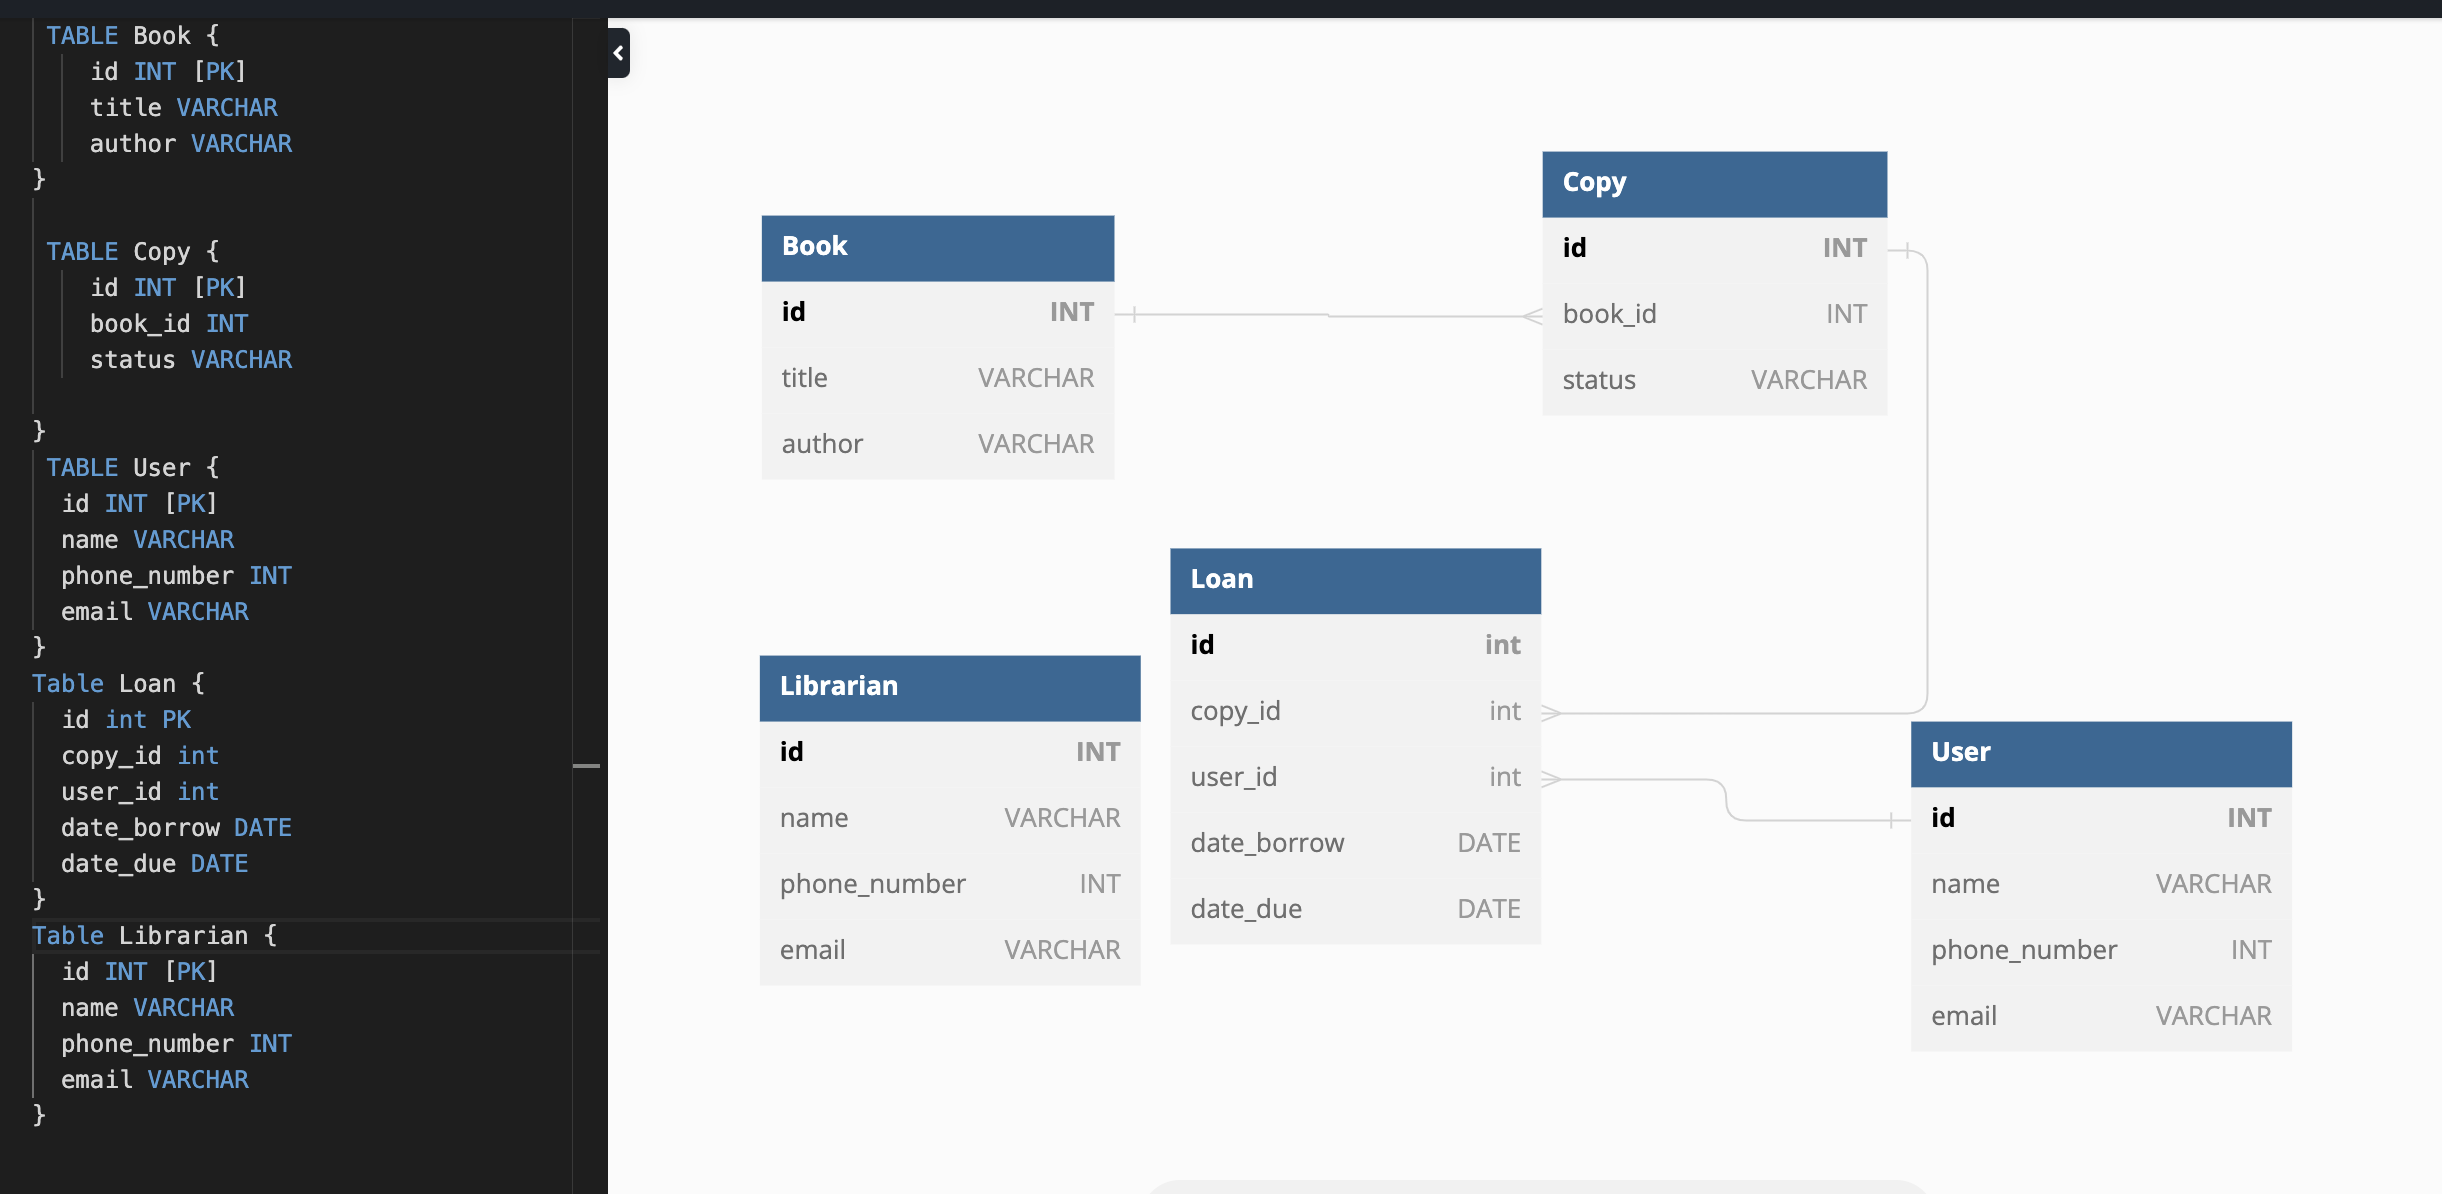 TABLE Book {
id INT [PK]
title VARCHAR
author VARCHAR
}
TABLE Copy {
id INT [PK]
book_id INT
status VARCHAR
}
TABLE User {
id INT [PK]
name VARCHAR
phone_number INT
email VARCHAR
}
Table Loan {
id int PK
copy_id int
user_id int
date_borrow DATE
date_due DATE
}
Table Librarian {
id INT [PK]
name VARCHAR
phone_number INT
email VARCHAR
}
Book
id INT
title VARCHAR
author VARCHAR
Copy
id INT
book_id INT
status VARCHAR
Loan
id int
copy_id int
user_id int
date_borrow DATE
date_due DATE
Librarian
id INT
name VARCHAR
phone_number INT
email VARCHAR
User
id INT
name VARCHAR
phone_number INT
email VARCHAR